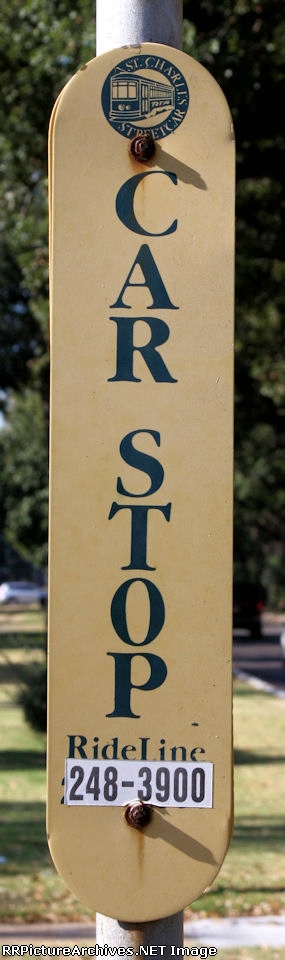 ST. CHARLES
STREETCAR
CAR
STOP
RideLine
248-3900
RRPictureArchives.NET Image